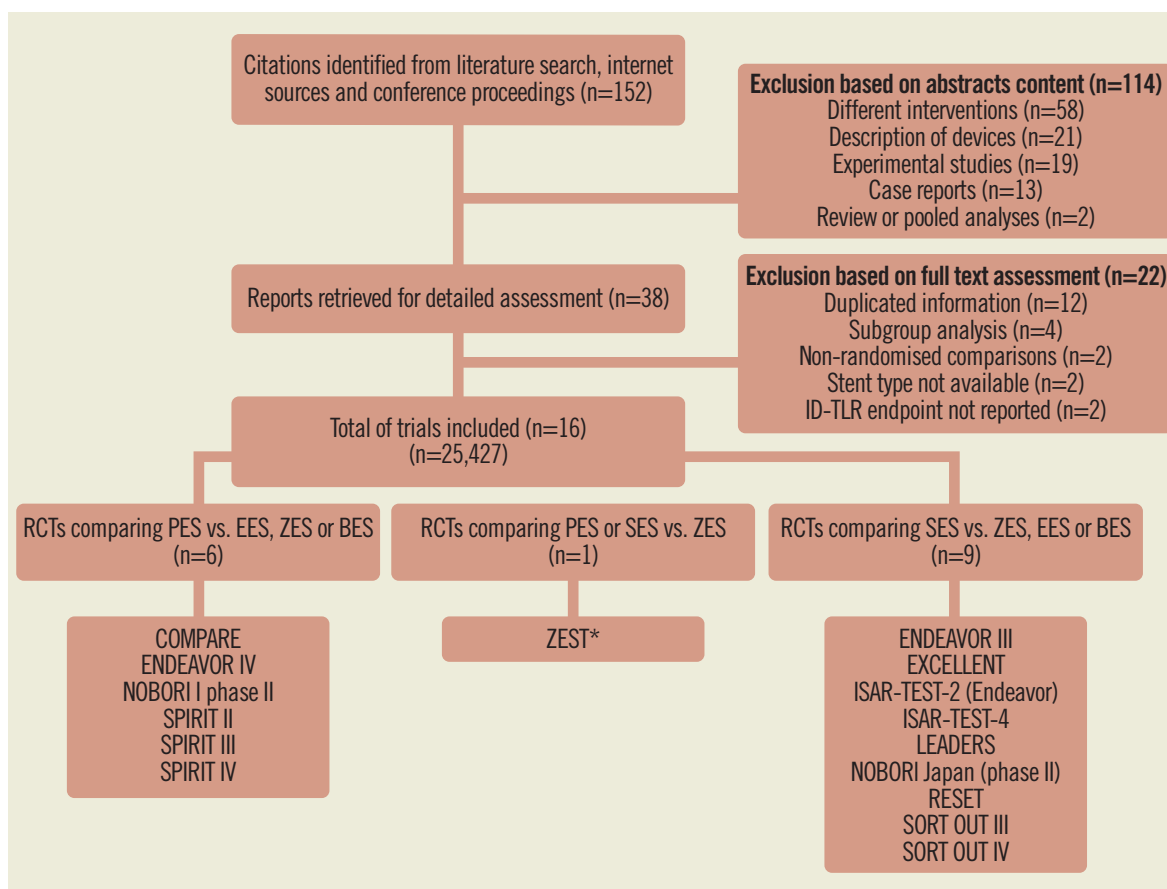 Citations identified from literature search, internet
sources and conference proceedings (n=152)
Exclusion based on abstracts content (n=114)
Different interventions (n=58)
Description of devices (n=21)
Experimental studies (n=19)
Case reports (n=13)
Review or pooled analyses (n=2)
Reports retrieved for detailed assessment (n=38)
Exclusion based on full text assessment (n=22)
Duplicated information (n=12)
Subgroup analysis (n=4)
Non-randomised comparisons (n=2)
Stent type not available (n=2)
ID-TLR endpoint not reported (n=2)
Total of trials included (n=16)
(n=25,427)
RCTs comparing PES vs. EES, ZES or BES
(n=6)
RCTs comparing PES or SES vs. ZES
(n=1)
RCTs comparing SES vs. ZES, EES or BES
(n=9)
COMPARE
ENDEAVOR IV
NOBORI I phase II
SPIRIT II
SPIRIT III
SPIRIT IV
ZEST*
ENDEAVOR III
EXCELLENT
ISAR-TEST-2 (Endeavor)
ISAR-TEST-4
LEADERS
NOBORI Japan (phase II)
RESET
SORT OUT III
SORT OUT IV